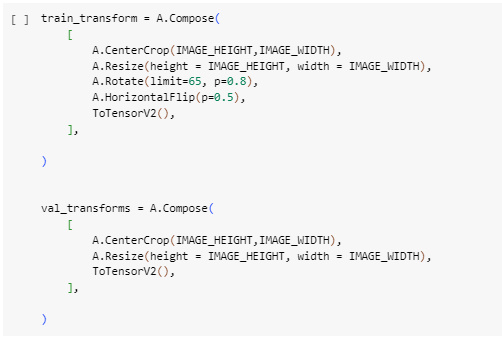 [ ] train_transform = A.Compose(
[
A.CenterCrop(IMAGE_HEIGHT,IMAGE_WIDTH),
A.Resize(height = IMAGE_HEIGHT, width = IMAGE_WIDTH),
A.Rotate(limit=65, p=0.8),
A.HorizontalFlip(p=0.5),
ToTensorV2(),
],
)
val_transforms = A.Compose(
[
A.CenterCrop(IMAGE_HEIGHT,IMAGE_WIDTH),
A.Resize(height = IMAGE_HEIGHT, width = IMAGE_WIDTH),
ToTensorV2(),
],
)